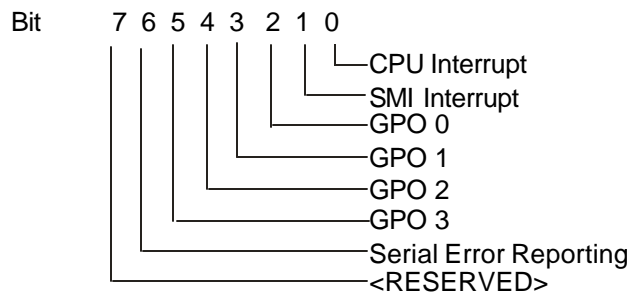 Bit 7 6 5 4 3 2 1 0
CPU Interrupt
SMI Interrupt
GPO 0
GPO 1
GPO 2
GPO 3
Serial Error Reporting
<RESERVED>